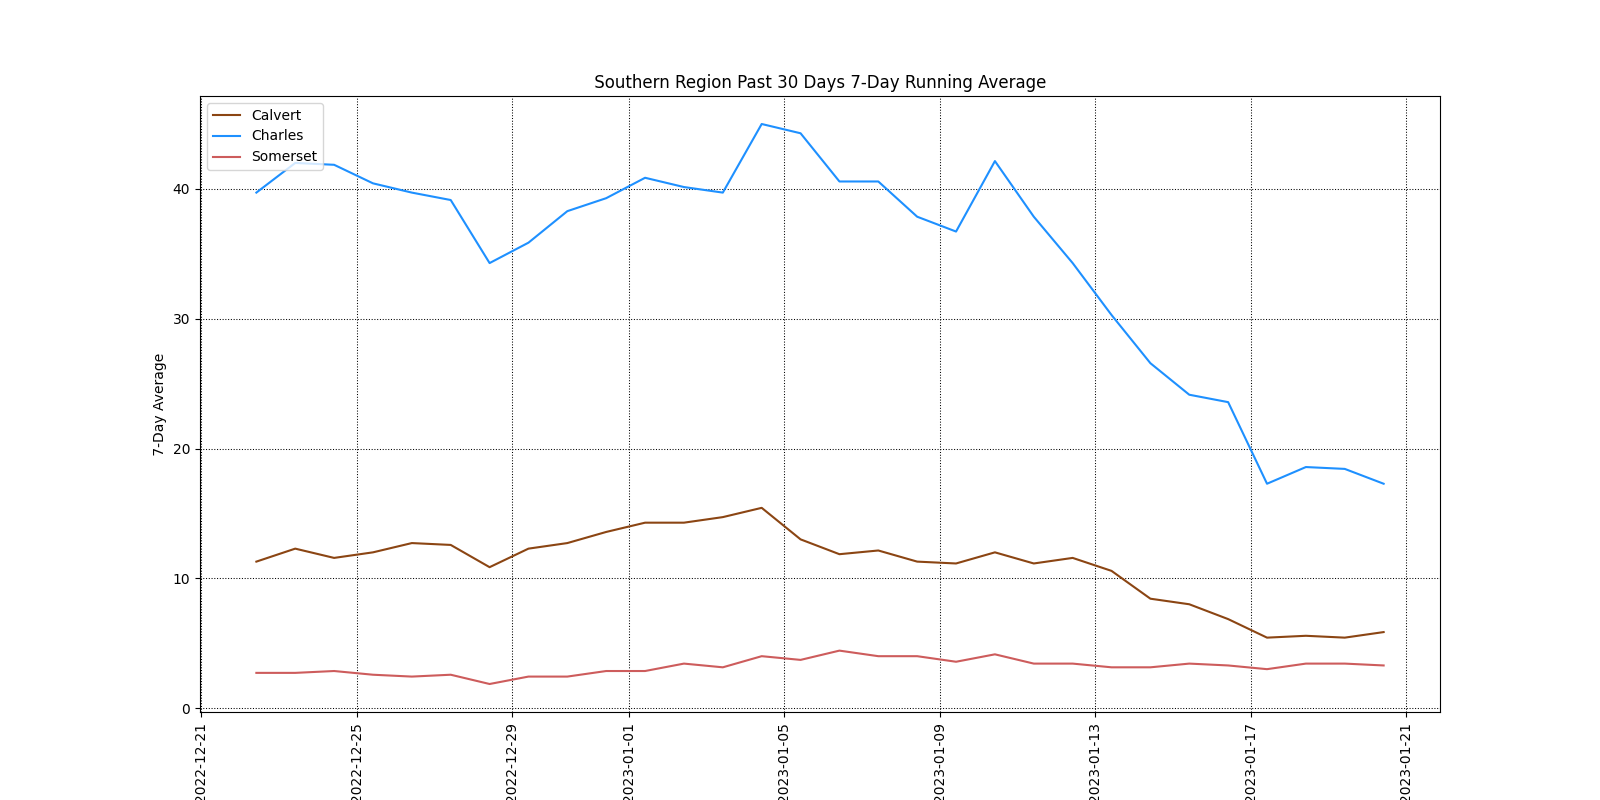 Southern Region Past 30 Days 7-Day Running Average
Calvert
Charles
Somerset
7-Day Average
40
30
20
10
0
2022-12-21
2022-12-25
2022-12-29
2023-01-01
2023-01-05
2023-01-09
2023-01-13
2023-01-17
2023-01-21